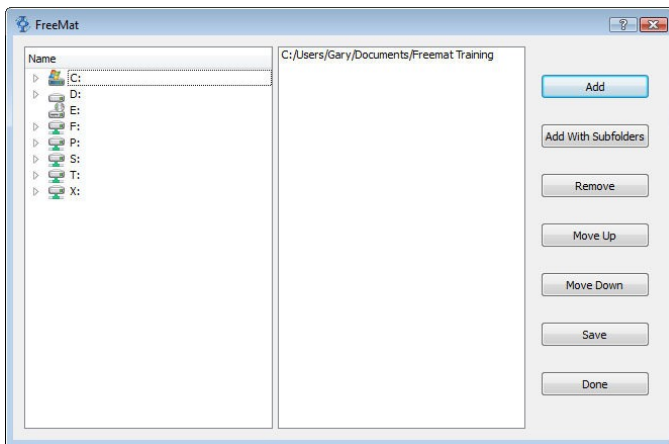 FreeMat
Name
C:
D:
E:
F:
P:
S:
T:
X:
C:/Users/Gary/Documents/Freemat Training
Add
Add With Subfolders
Remove
Move Up
Move Down
Save
Done